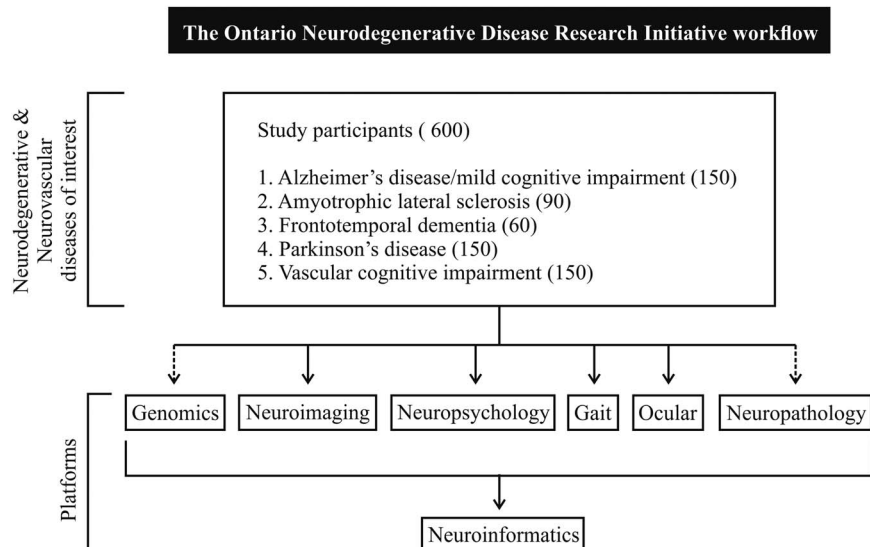 The Ontario Neurodegenerative Disease Research Initiative workflow
Neurodegenerative &
Neurovascular
diseases of interest
Study participants ( 600)
1. Alzheimer’s disease/mild cognitive impairment (150)
2. Amyotrophic lateral sclerosis (90)
3. Frontotemporal dementia (60)
4. Parkinson’s disease (150)
5. Vascular cognitive impairment (150)
Platforms
Genomics
Neuroimaging
Neuropsychology
Gait
Ocular
Neuropathology
Neuroinformatics